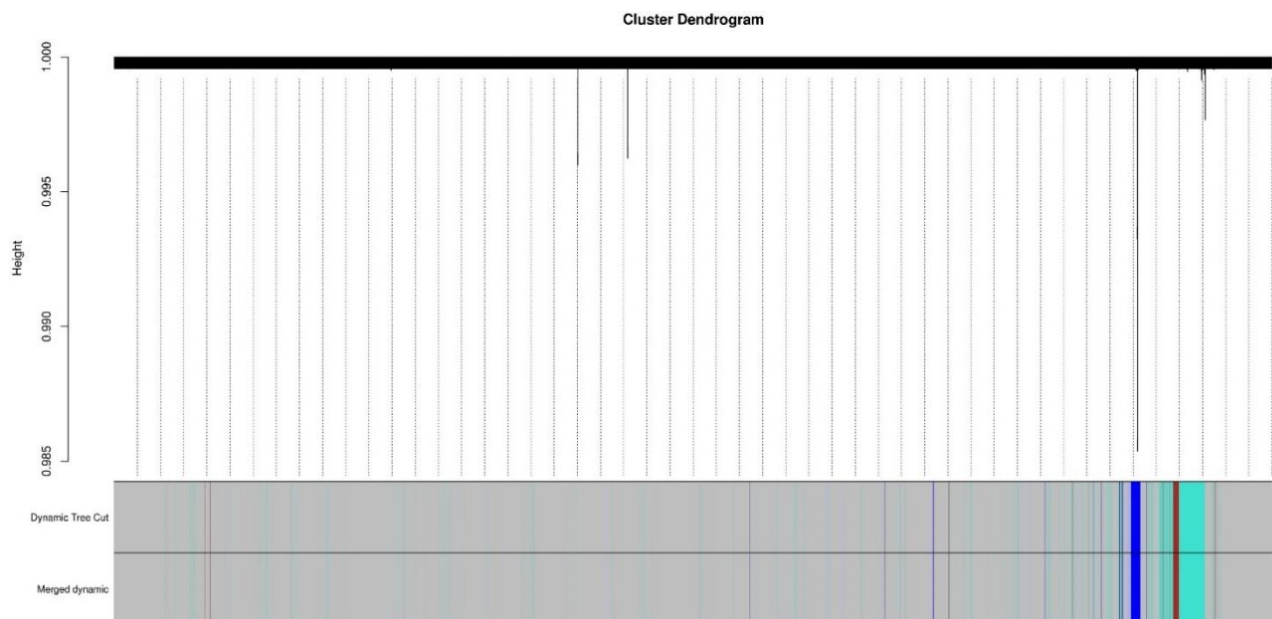 Cluster Dendrogram
1.000
0.995
0.990
0.985
Height
Dynamic Tree Cut
Merged dynamic